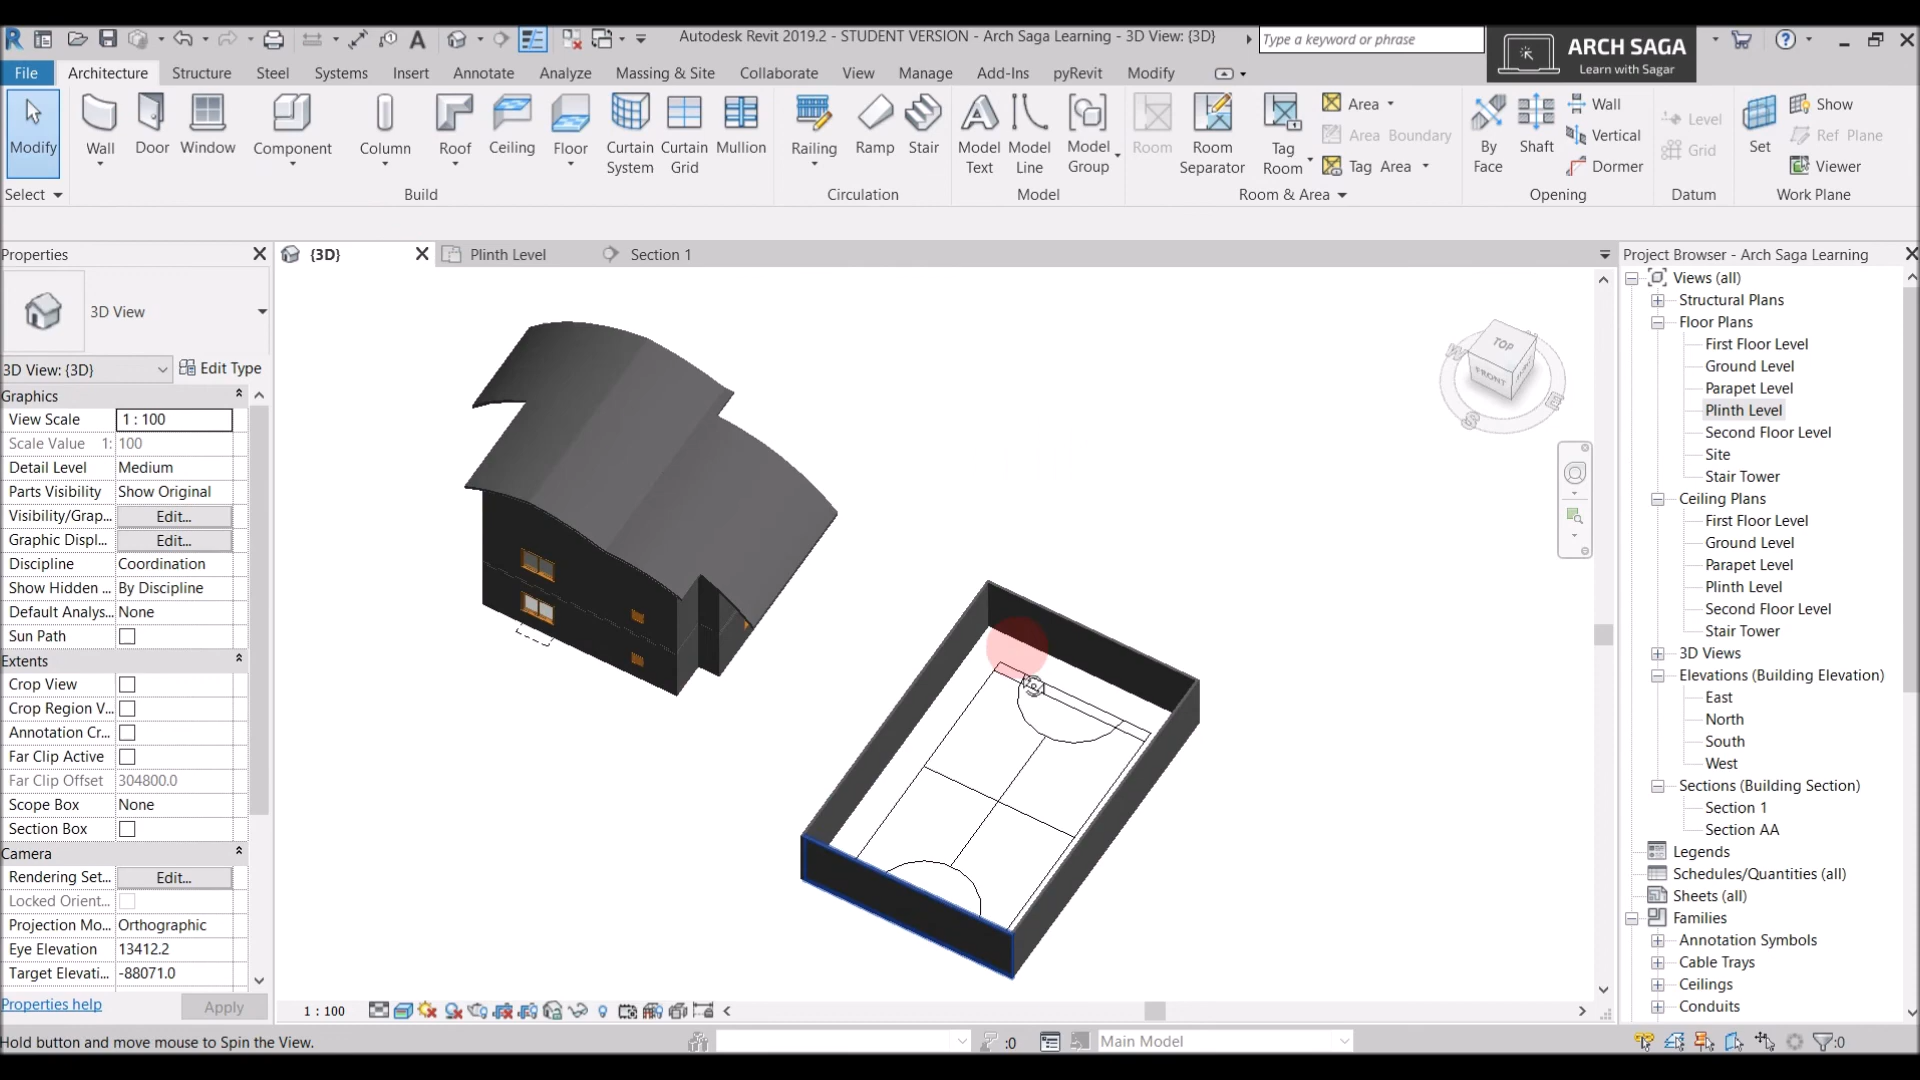 Autodesk Revit 2019.2 - STUDENT VERSION - Arch Saga Learning - 3D View: {3D}
Type a keyword or phrase
ARCH SAGA
Learn with Sagar
File Architecture Structure Steel Systems Insert Annotate Analyze Massing & Site Collaborate View Manage Add-Ins pyRevit Modify
Modify
Wall
Door
Window
Component
Column
Roof
Ceiling
Floor
Curtain System
Curtain Grid
Mullion
Railing
Ramp
Stair
Model Text
Model Line
Model Group
Room
Room Separator
Tag Room
Area
Area Boundary
Tag Area
By Face
Shaft
Wall
Vertical
Dormer
Level
Grid
Set
Show
Ref Plane
Viewer
Select
Build
Circulation
Model
Room & Area
Opening
Datum
Work Plane
Properties
{3D}
Plinth Level
Section 1
Project Browser - Arch Saga Learning
3D View
3D View: {3D}
Edit Type
Graphics
View Scale 1 : 100
Scale Value 1: 100
Detail Level Medium
Parts Visibility Show Original
Visibility/Grap... Edit...
Graphic Displ... Edit...
Discipline Coordination
Show Hidden ... By Discipline
Default Analys... None
Sun Path
Extents
Crop View
Crop Region V...
Annotation Cr...
Far Clip Active
Far Clip Offset 304800.0
Scope Box None
Section Box
Camera
Rendering Set... Edit...
Locked Orient...
Projection Mo... Orthographic
Eye Elevation 13412.2
Target Elevati... -88071.0
Properties help
Apply
TOP
FRONT
W
S
E
Views (all)
Structural Plans
Floor Plans
First Floor Level
Ground Level
Parapet Level
Plinth Level
Second Floor Level
Site
Stair Tower
Ceiling Plans
First Floor Level
Ground Level
Parapet Level
Plinth Level
Second Floor Level
Stair Tower
3D Views
Elevations (Building Elevation)
East
North
South
West
Sections (Building Section)
Section 1
Section AA
Legends
Schedules/Quantities (all)
Sheets (all)
Families
Annotation Symbols
Cable Trays
Ceilings
Conduits
1 : 100
Hold button and move mouse to Spin the View.
:0
Main Model
:0